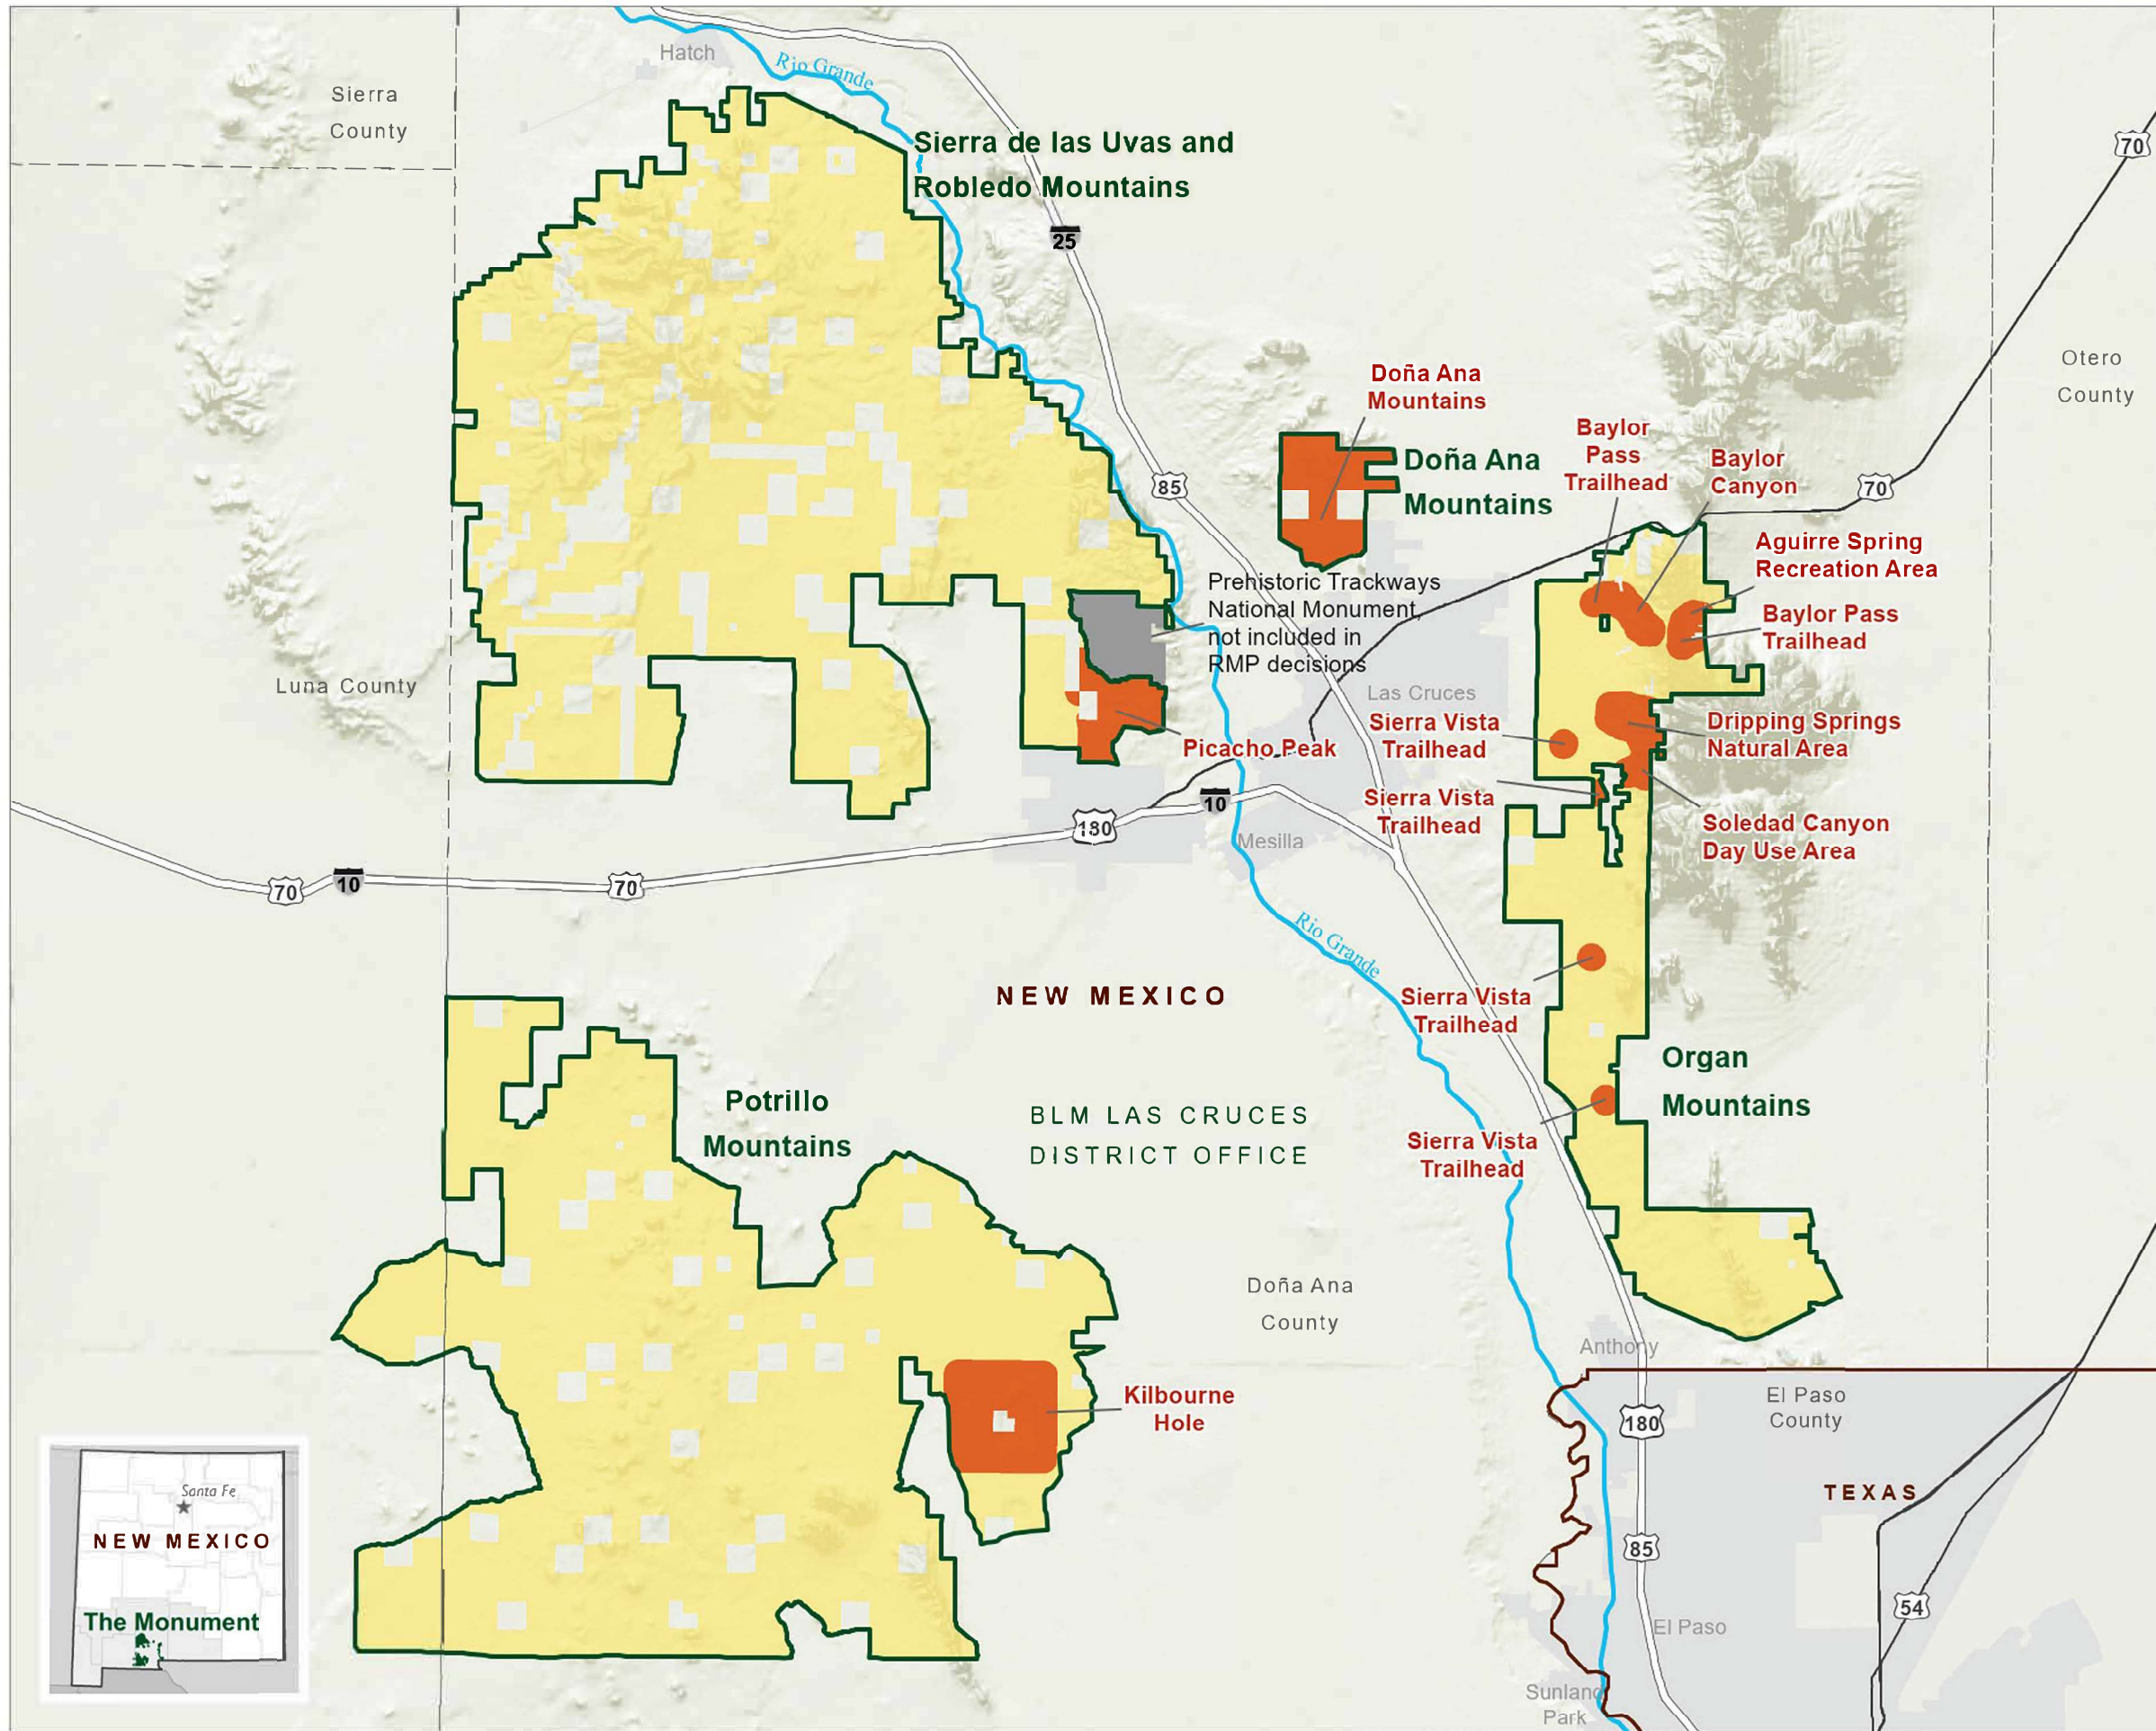 Hatch
Rio Grande
Sierra
County
Sierra de las Uvas and
Robledo Mountains
70
25
Otero
County
Doña Ana
Mountains
Doña Ana
Mountains
Baylor
Pass
Trailhead
Baylor
Canyon
85
70
Aguirre Spring
Recreation Area
Prehistoric Trackways
National Monument,
not included in
RMP decisions
Baylor Pass
Trailhead
Luna County
Las Cruces
Sierra Vista
Trailhead
Dripping Springs
Natural Area
Picacho Peak
Sierra Vista
Trailhead
10
180
Mesilla
Soledad Canyon
Day Use Area
70
10
70
Rio Grande
NEW MEXICO
Sierra Vista
Trailhead
Organ
Mountains
Potrillo
Mountains
BLM LAS CRUCES
DISTRICT OFFICE
Sierra Vista
Trailhead
Doña Ana
County
Anthony
Kilbourne
Hole
El Paso
County
180
TEXAS
Santa Fe
NEW MEXICO
The Monument
85
54
El Paso
Sunland
Park